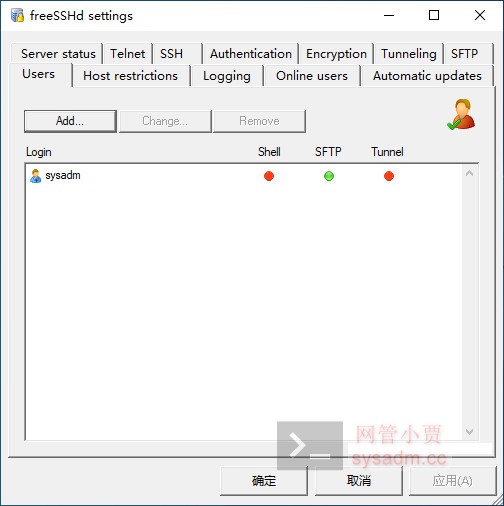 freeSSHd settings
Server status Telnet SSH Authentication Encryption Tunneling SFTP
Users Host restrictions Logging Online users Automatic updates
Add... Change... Remove
Login Shell SFTP Tunnel
sysadm
网管小贾
sysadm.cc
确定 取消 应用(A)